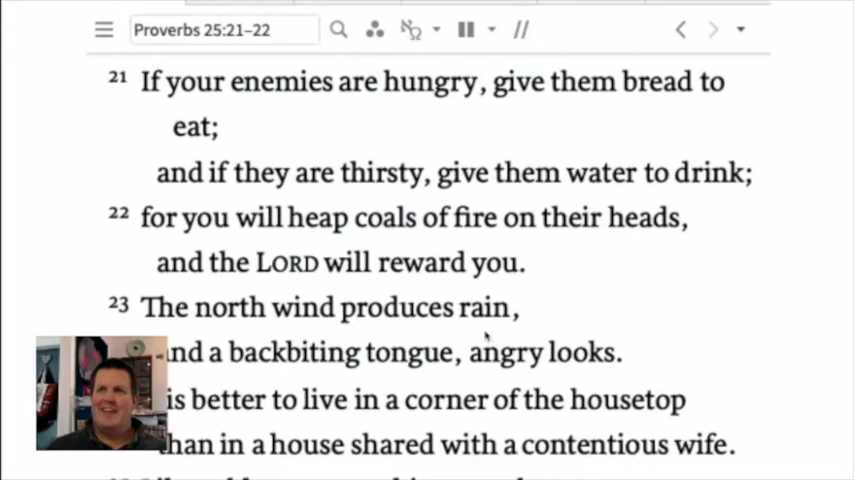 Proverbs 25:21–22
21 If your enemies are hungry, give them bread to
eat;
and if they are thirsty, give them water to drink;
22 for you will heap coals of fire on their heads,
and the LORD will reward you.
23 The north wind produces rain,
and a backbiting tongue, angry looks.
is better to live in a corner of the housetop
than in a house shared with a contentious wife.